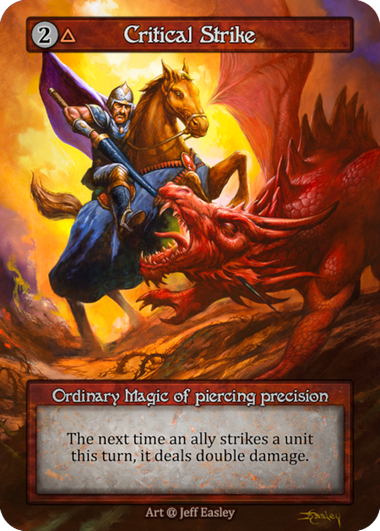 2
Critical Strike
Ordinary Magic of piercing precision
The next time an ally strikes a unit
this turn, it deals double damage.
Art @ Jeff Easley
Easley